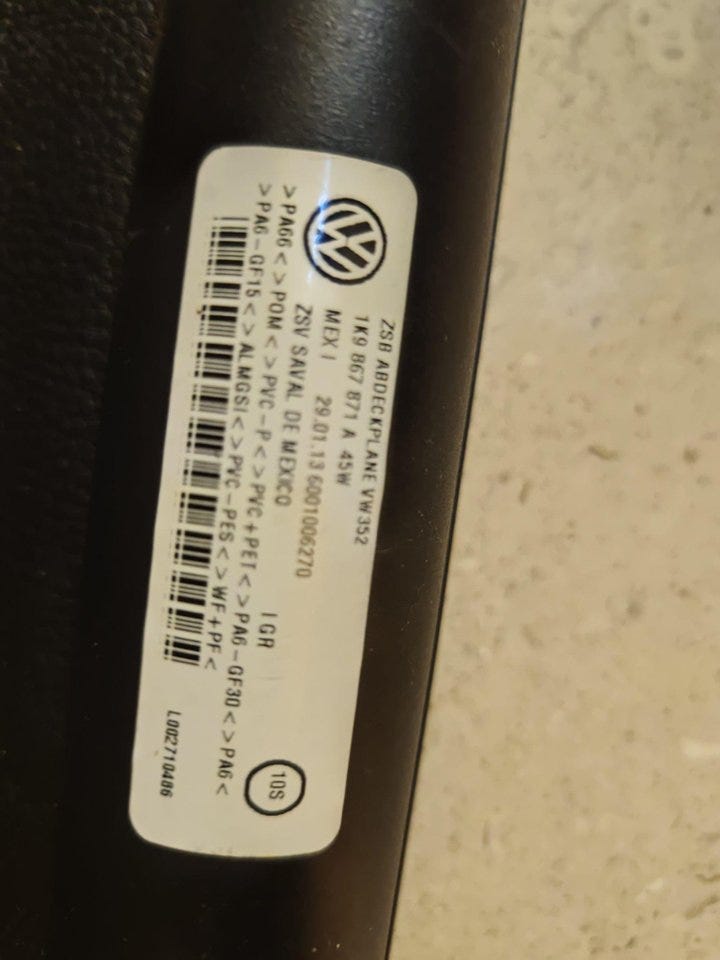 ZSB ABDECKPLANE VW352
1K9 867 871 A 45W
MEX I 29.01.13 6001006270
ZSV SAVAL DE MEXICO IGR
>PA66<>POM<>PVC-P<>PVC+PET<>PA6-GF30<>PA6<
>PA6-GF15<>ALMGSI<>PVC-PES<>WF+PF<
10S
L002710486